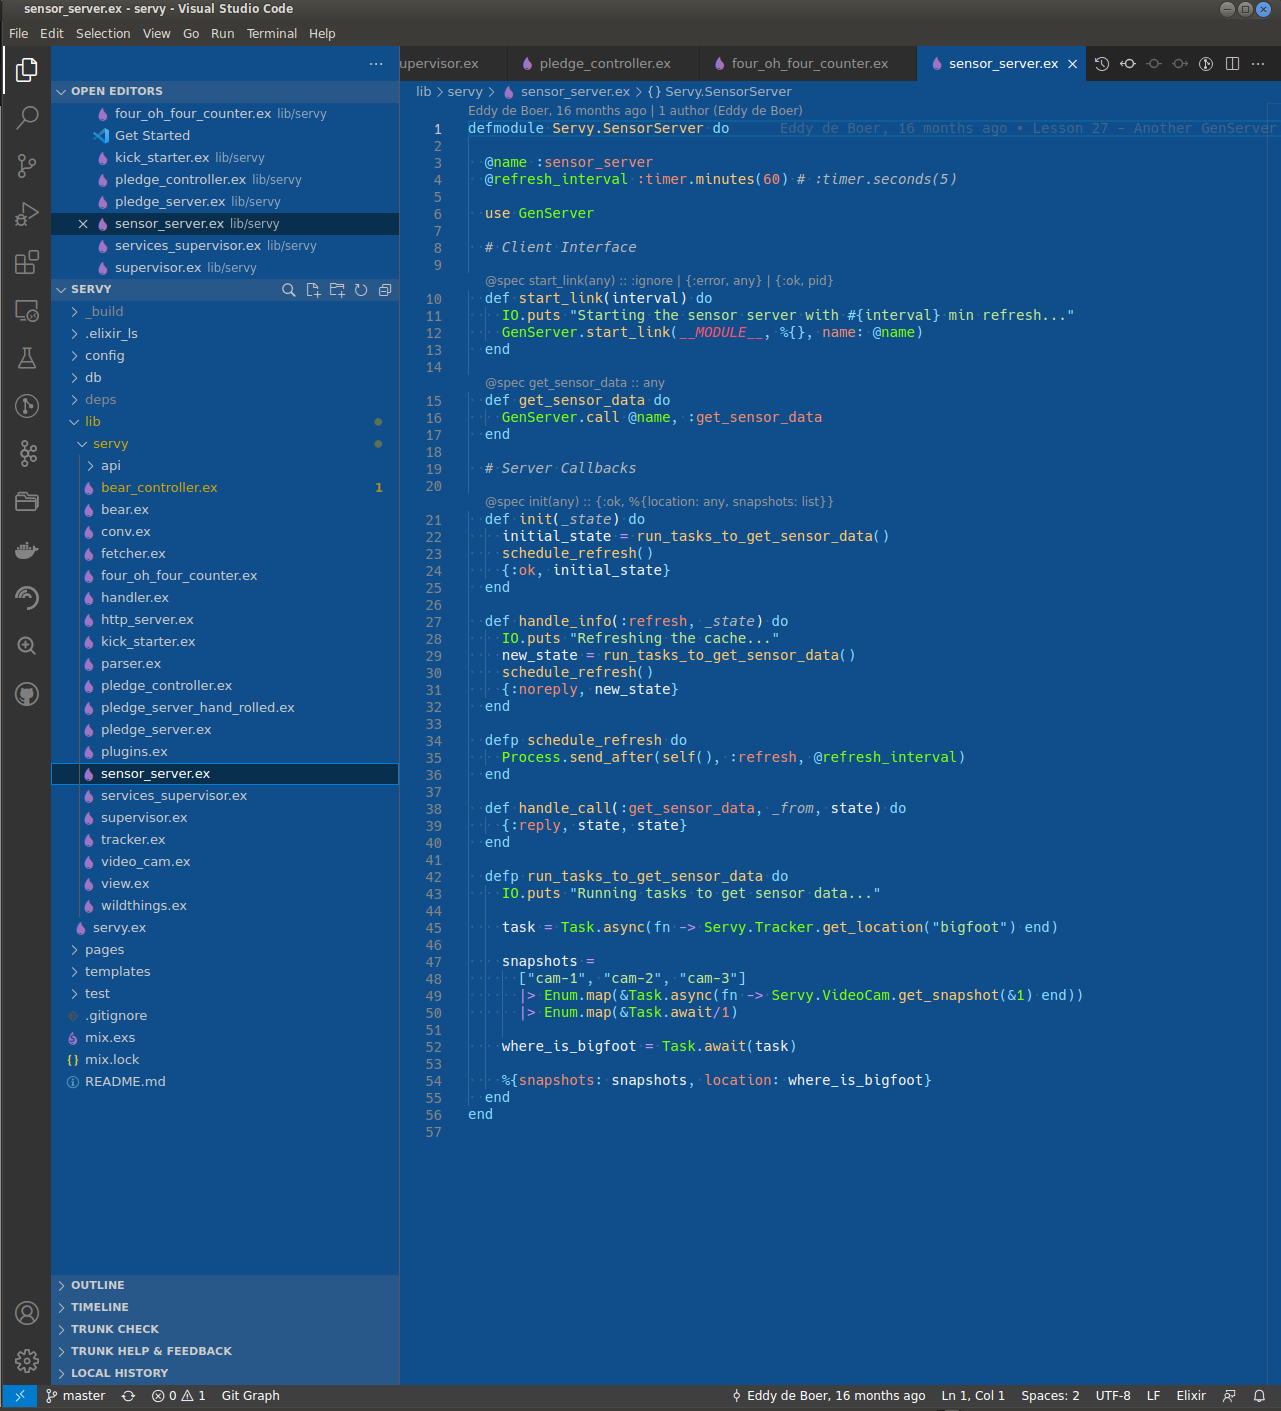 sensor_server.ex - servy - Visual Studio Code
File Edit Selection View Go Run Terminal Help
OPEN EDITORS
four_oh_four_counter.ex lib/servy
Get Started
kick_starter.ex lib/servy
pledge_controller.ex lib/servy
pledge_server.ex lib/servy
sensor_server.ex lib/servy
services_supervisor.ex lib/servy
supervisor.ex lib/servy
SERVY
_build
.elixir_ls
config
db
deps
lib
servy
api
bear_controller.ex 1
bear.ex
conv.ex
fetcher.ex
four_oh_four_counter.ex
handler.ex
http_server.ex
kick_starter.ex
parser.ex
pledge_controller.ex
pledge_server_hand_rolled.ex
pledge_server.ex
plugins.ex
sensor_server.ex
services_supervisor.ex
supervisor.ex
tracker.ex
video_cam.ex
view.ex
wildthings.ex
servy.ex
pages
templates
test
.gitignore
mix.exs
mix.lock
README.md
OUTLINE
TIMELINE
TRUNK CHECK
TRUNK HELP & FEEDBACK
LOCAL HISTORY
upervisor.ex pledge_controller.ex four_oh_four_counter.ex sensor_server.ex
lib > servy > sensor_server.ex > {} Servy.SensorServer
Eddy de Boer, 16 months ago | 1 author (Eddy de Boer)
1 defmodule Servy.SensorServer do Eddy de Boer, 16 months ago • Lesson 27 - Another GenServer
2
3 @name :sensor_server
4 @refresh_interval :timer.minutes(60) # :timer.seconds(5)
5
6 use GenServer
7
8 # Client Interface
9
@spec start_link(any) :: :ignore | {:error, any} | {:ok, pid}
10 def start_link(interval) do
11 IO.puts "Starting the sensor server with #{interval} min refresh..."
12 GenServer.start_link(__MODULE__, %{}, name: @name)
13 end
14
@spec get_sensor_data :: any
15 def get_sensor_data do
16 GenServer.call @name, :get_sensor_data
17 end
18
19 # Server Callbacks
20
@spec init(any) :: {:ok, %{location: any, snapshots: list}}
21 def init(_state) do
22 initial_state = run_tasks_to_get_sensor_data()
23 schedule_refresh()
24 {:ok, initial_state}
25 end
26
27 def handle_info(:refresh, _state) do
28 IO.puts "Refreshing the cache..."
29 new_state = run_tasks_to_get_sensor_data()
30 schedule_refresh()
31 {:noreply, new_state}
32 end
33
34 defp schedule_refresh do
35 Process.send_after(self(), :refresh, @refresh_interval)
36 end
37
38 def handle_call(:get_sensor_data, _from, state) do
39 {:reply, state, state}
40 end
41
42 defp run_tasks_to_get_sensor_data do
43 IO.puts "Running tasks to get sensor data..."
44
45 task = Task.async(fn -> Servy.Tracker.get_location("bigfoot") end)
46
47 snapshots =
48 ["cam-1", "cam-2", "cam-3"]
49 |> Enum.map(&Task.async(fn -> Servy.VideoCam.get_snapshot(&1) end))
50 |> Enum.map(&Task.await/1)
51
52 where_is_bigfoot = Task.await(task)
53
54 %{snapshots: snapshots, location: where_is_bigfoot}
55 end
56 end
57
master 0 1 Git Graph Eddy de Boer, 16 months ago Ln 1, Col 1 Spaces: 2 UTF-8 LF Elixir